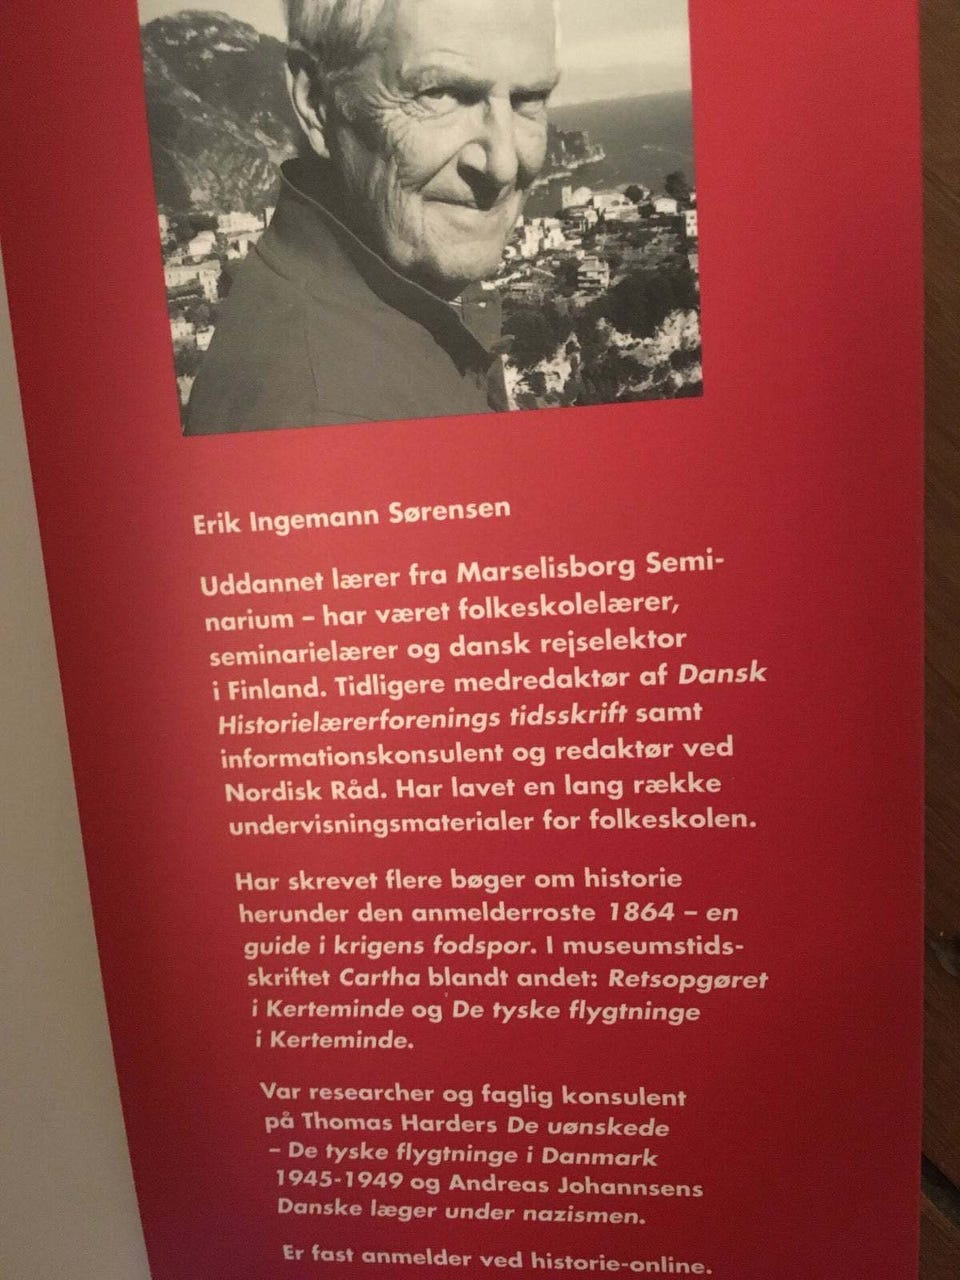 Erik Ingemann Sørensen
Uddannet lærer fra Marselisborg Semi-
narium – har været folkeskolelærer,
seminarielærer og dansk rejselektor
i Finland. Tidligere medredaktør af Dansk
Historielærerforenings tidsskrift samt
informationskonsulent og redaktør ved
Nordisk Råd. Har lavet en lang række
undervisningsmaterialer for folkeskolen.
Har skrevet flere bøger om historie
herunder den anmelderroste 1864 – en
guide i krigens fodspor. I museumstids-
skriftet Cartha blandt andet: Retsopgøret
i Kerteminde og De tyske flygtninge
i Kerteminde.
Var researcher og faglig konsulent
på Thomas Harders De uønskede
– De tyske flygtninge i Danmark
1945-1949 og Andreas Johannsens
Danske læger under nazismen.
Er fast anmelder ved historie-online.